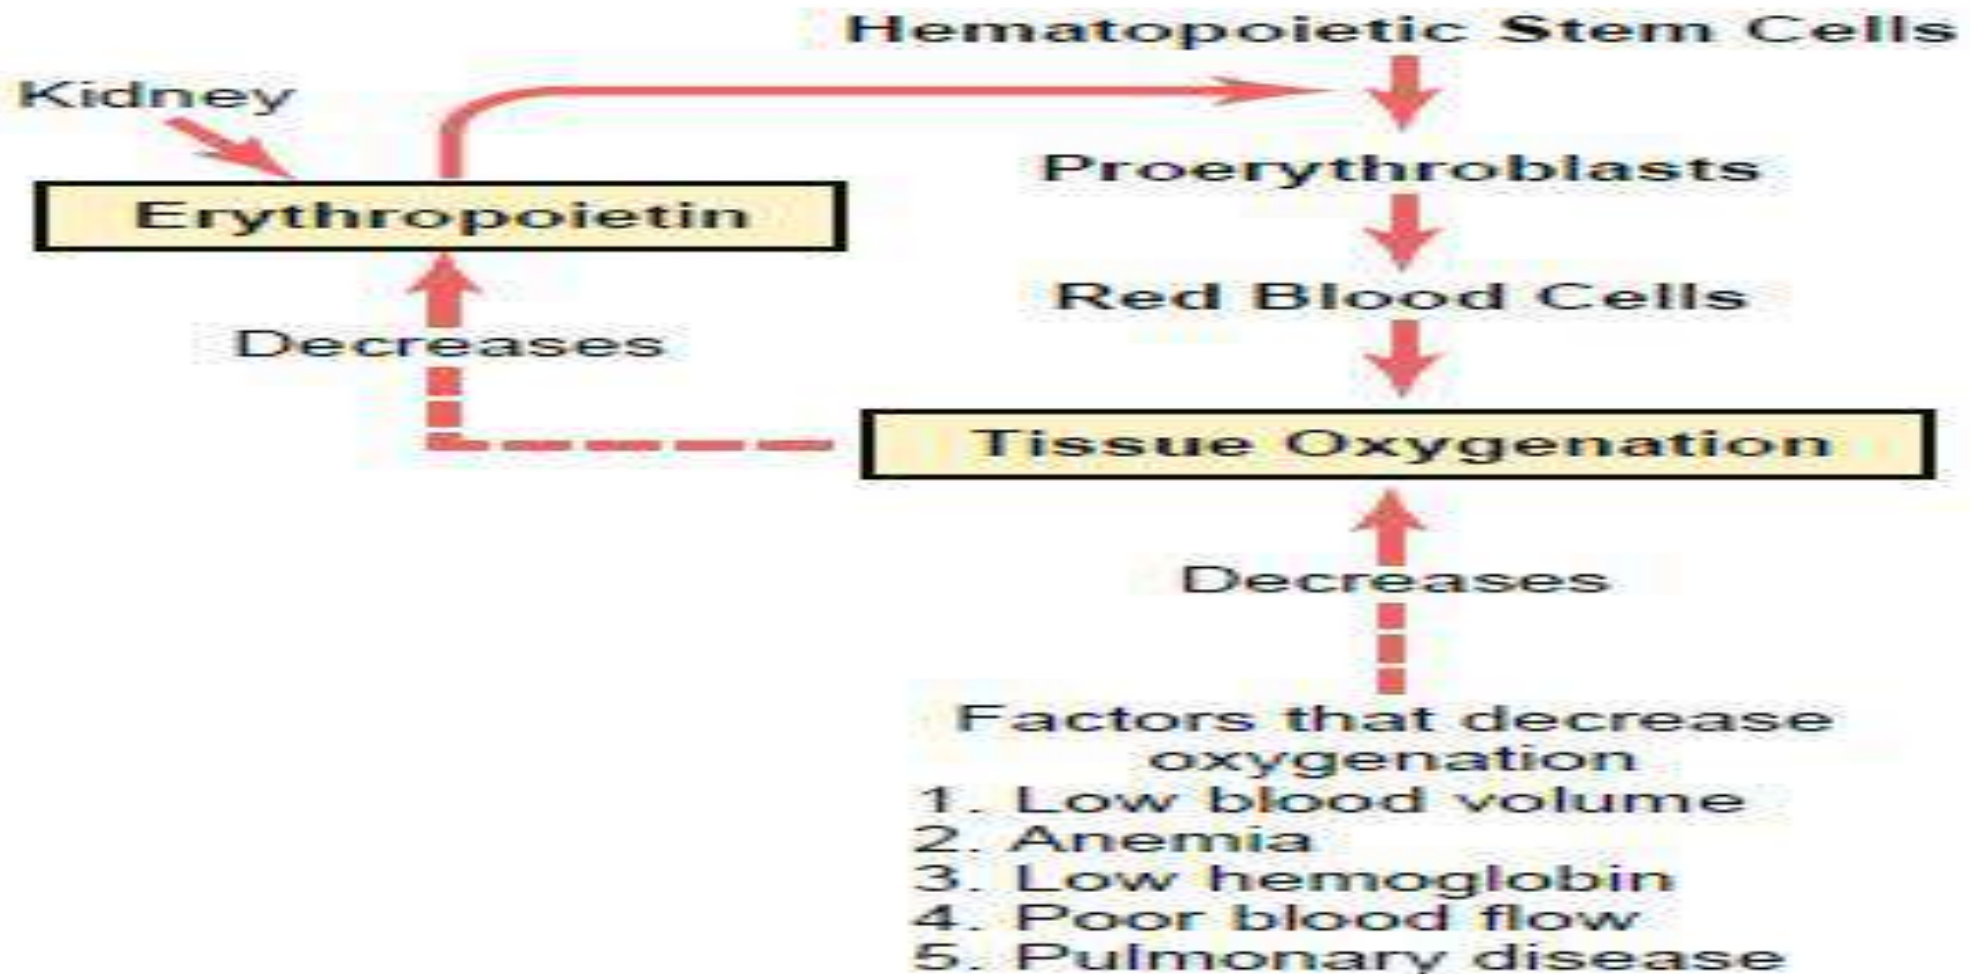 Hematopoietic Stem Cells
Kidney
Proerythroblasts
Erythropoietin
Red Blood Cells
Decreases
Tissue Oxygenation
Decreases
Factors that decrease
oxygenation
1. Low blood volume
2. Anemia
3. Low hemoglobin
4. Poor blood flow
5. Pulmonary disease